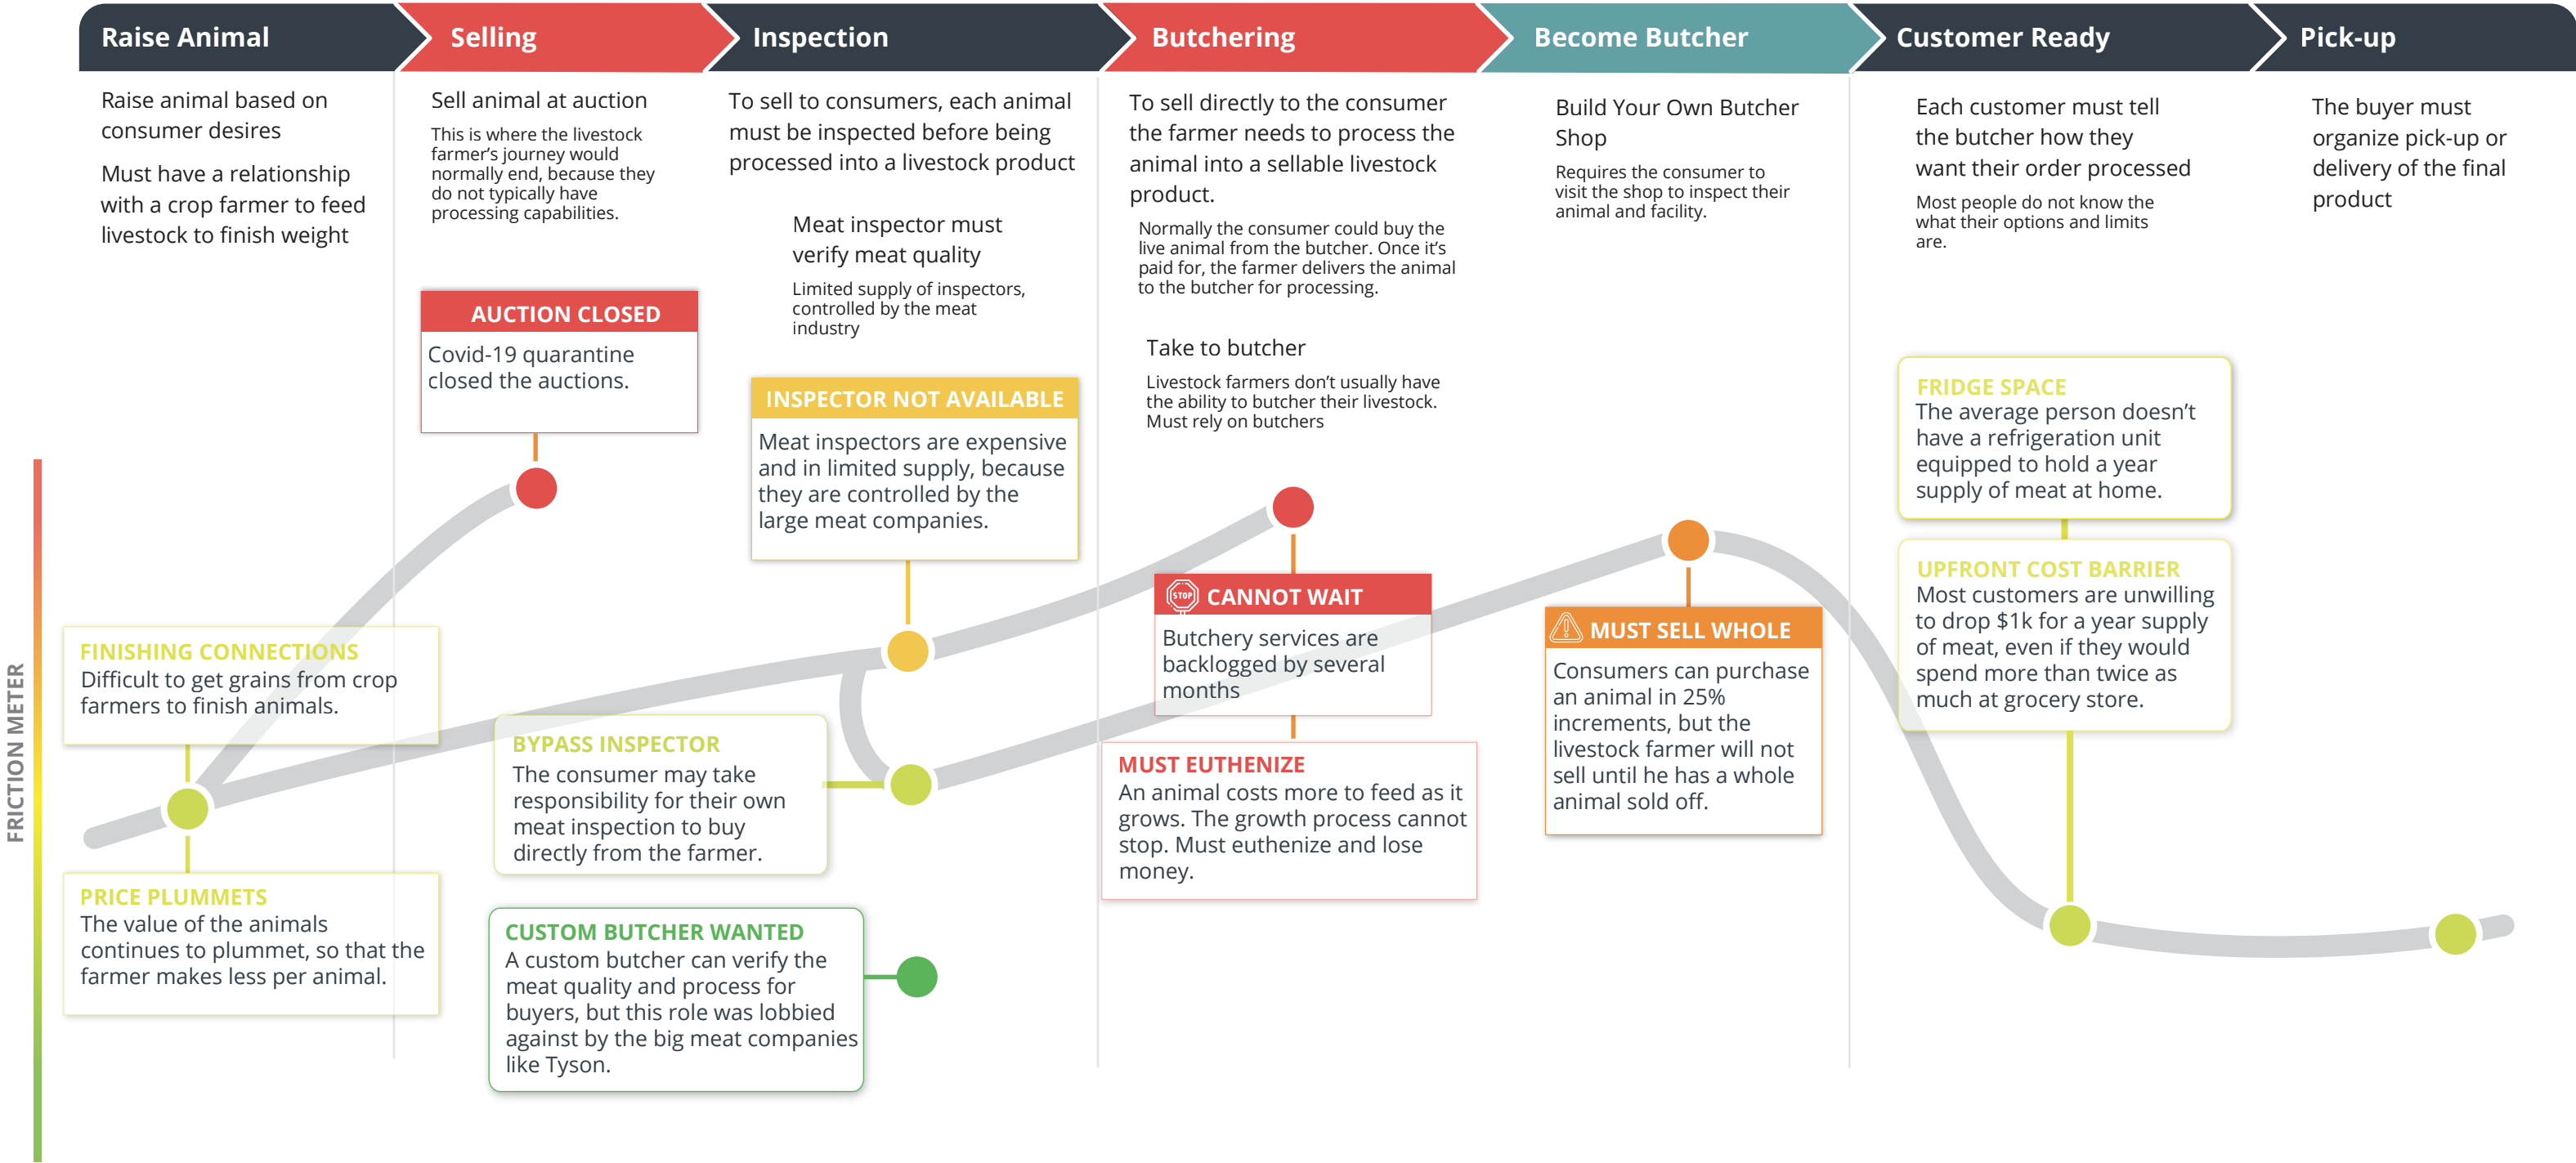 Raise Animal
Selling
Inspection
Butchering
Become Butcher
Customer Ready
Pick-up
Raise animal based on
consumer desires
Must have a relationship
with a crop farmer to feed
livestock to finish weight
Sell animal at auction
This is where the livestock
farmer's journey would
normally end, because they
do not typically have
processing capabilities.
To sell to consumers, each animal
must be inspected before being
processed into a livestock product
Meat inspector must
verify meat quality
Limited supply of inspectors,
controlled by the meat
industry
To sell directly to the consumer
the farmer needs to process the
animal into a sellable livestock
product.
Normally the consumer could buy the
live animal from the butcher. Once it's
paid for, the farmer delivers the animal
to the butcher for processing.
Take to butcher
Livestock farmers don't usually have
the ability to butcher their livestock.
Must rely on butchers
Build Your Own Butcher
Shop
Requires the consumer to
visit the shop to inspect their
animal and facility.
Each customer must tell
the butcher how they
want their order processed
Most people do not know the
what their options and limits
are.
The buyer must
organize pick-up or
delivery of the final
product
AUCTION CLOSED
Covid-19 quarantine
closed the auctions.
INSPECTOR NOT AVAILABLE
Meat inspectors are expensive
and in limited supply, because
they are controlled by the
large meat companies.
FRIDGE SPACE
The average person doesn't
have a refrigeration unit
equipped to hold a year
supply of meat at home.
UPFRONT COST BARRIER
Most customers are unwilling
to drop $1k for a year supply
of meat, even if they would
spend more than twice as
much at grocery store.
STOP
CANNOT WAIT
Butchery services are
backlogged by several
months
MUST SELL WHOLE
Consumers can purchase
an animal in 25%
increments, but the
livestock farmer will not
sell until he has a whole
animal sold off.
FRICTION METER
FINISHING CONNECTIONS
Difficult to get grains from crop
farmers to finish animals.
BYPASS INSPECTOR
The consumer may take
responsibility for their own
meat inspection to buy
directly from the farmer.
MUST EUTHENIZE
An animal costs more to feed as it
grows. The growth process cannot
stop. Must euthenize and lose
money.
PRICE PLUMMETS
The value of the animals
continues to plummet, so that the
farmer makes less per animal.
CUSTOM BUTCHER WANTED
A custom butcher can verify the
meat quality and process for
buyers, but this role was lobbied
against by the big meat companies
like Tyson.